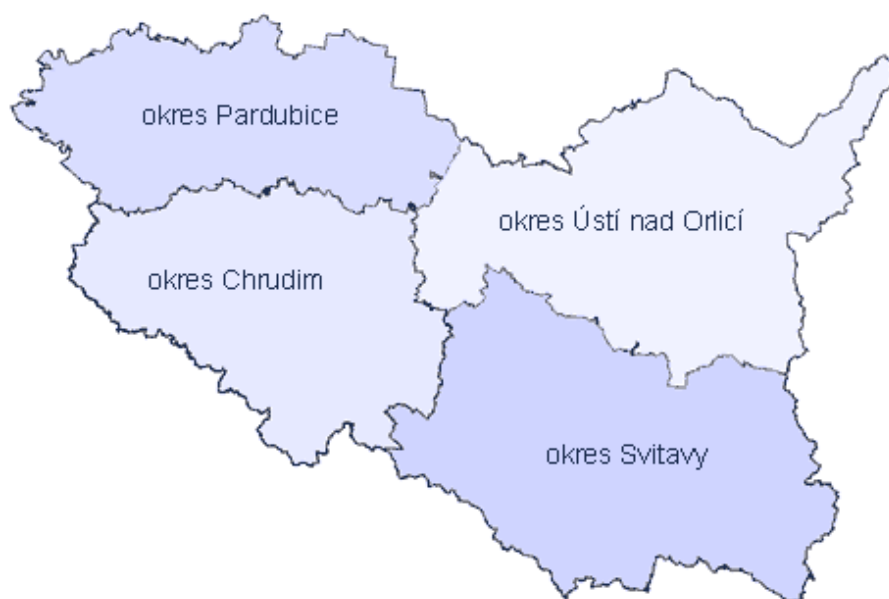 okres Pardubice
okres Ústí nad Orlicí
okres Chrudim
okres Svitavy